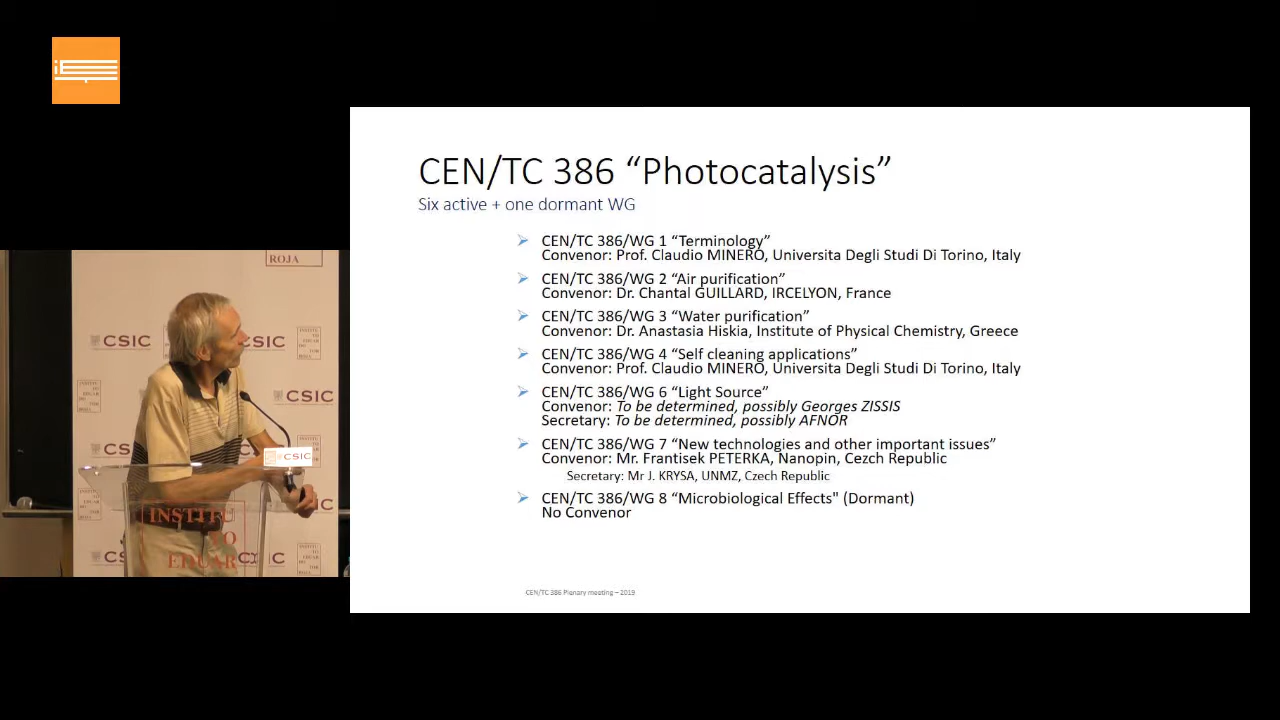 CEN/TC 386 “Photocatalysis”
Six active + one dormant WG
CEN/TC 386/WG 1 “Terminology”
Convenor: Prof. Claudio MINERO, Universita Degli Studi Di Torino, Italy
CEN/TC 386/WG 2 “Air purification”
Convenor: Dr. Chantal GUILLARD, IRCELYON, France
CEN/TC 386/WG 3 “Water purification”
Convenor: Dr. Anastasia Hiskia, Institute of Physical Chemistry, Greece
CEN/TC 386/WG 4 “Self cleaning applications”
Convenor: Prof. Claudio MINERO, Universita Degli Studi Di Torino, Italy
CEN/TC 386/WG 6 “Light Source”
Convenor: To be determined, possibly Georges ZISSIS
Secretary: To be determined, possibly AFNOR
CEN/TC 386/WG 7 “New technologies and other important issues”
Convenor: Mr. Frantisek PETERKA, Nanopin, Cezch Republic
Secretary: Mr J. KRYSA, UNMZ, Czech Republic
CEN/TC 386/WG 8 “Microbiological Effects" (Dormant)
No Convenor
CEN/TC 386 Plenary meeting – 2019
ROJA
CSIC
CSIC
CSIC
CSIC
INSTITU
TO
EDUAR
CSIC